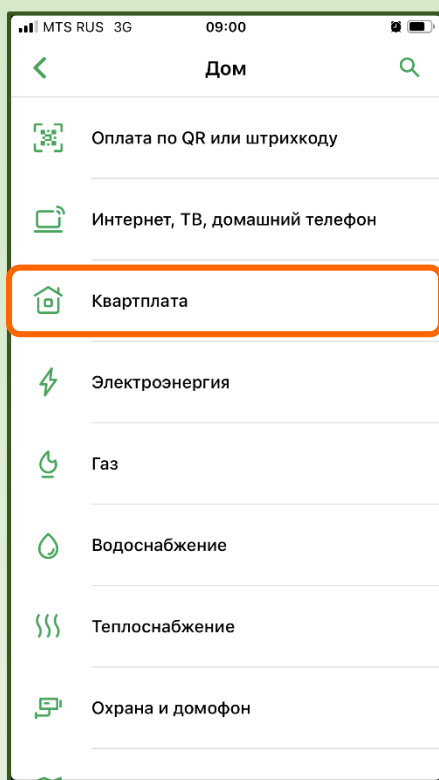 MTS RUS 3G 09:00
Дом
Оплата по QR или штрихкоду
Интернет, ТВ, домашний телефон
Квартплата
Электроэнергия
Газ
Водоснабжение
Теплоснабжение
Охрана и домофон